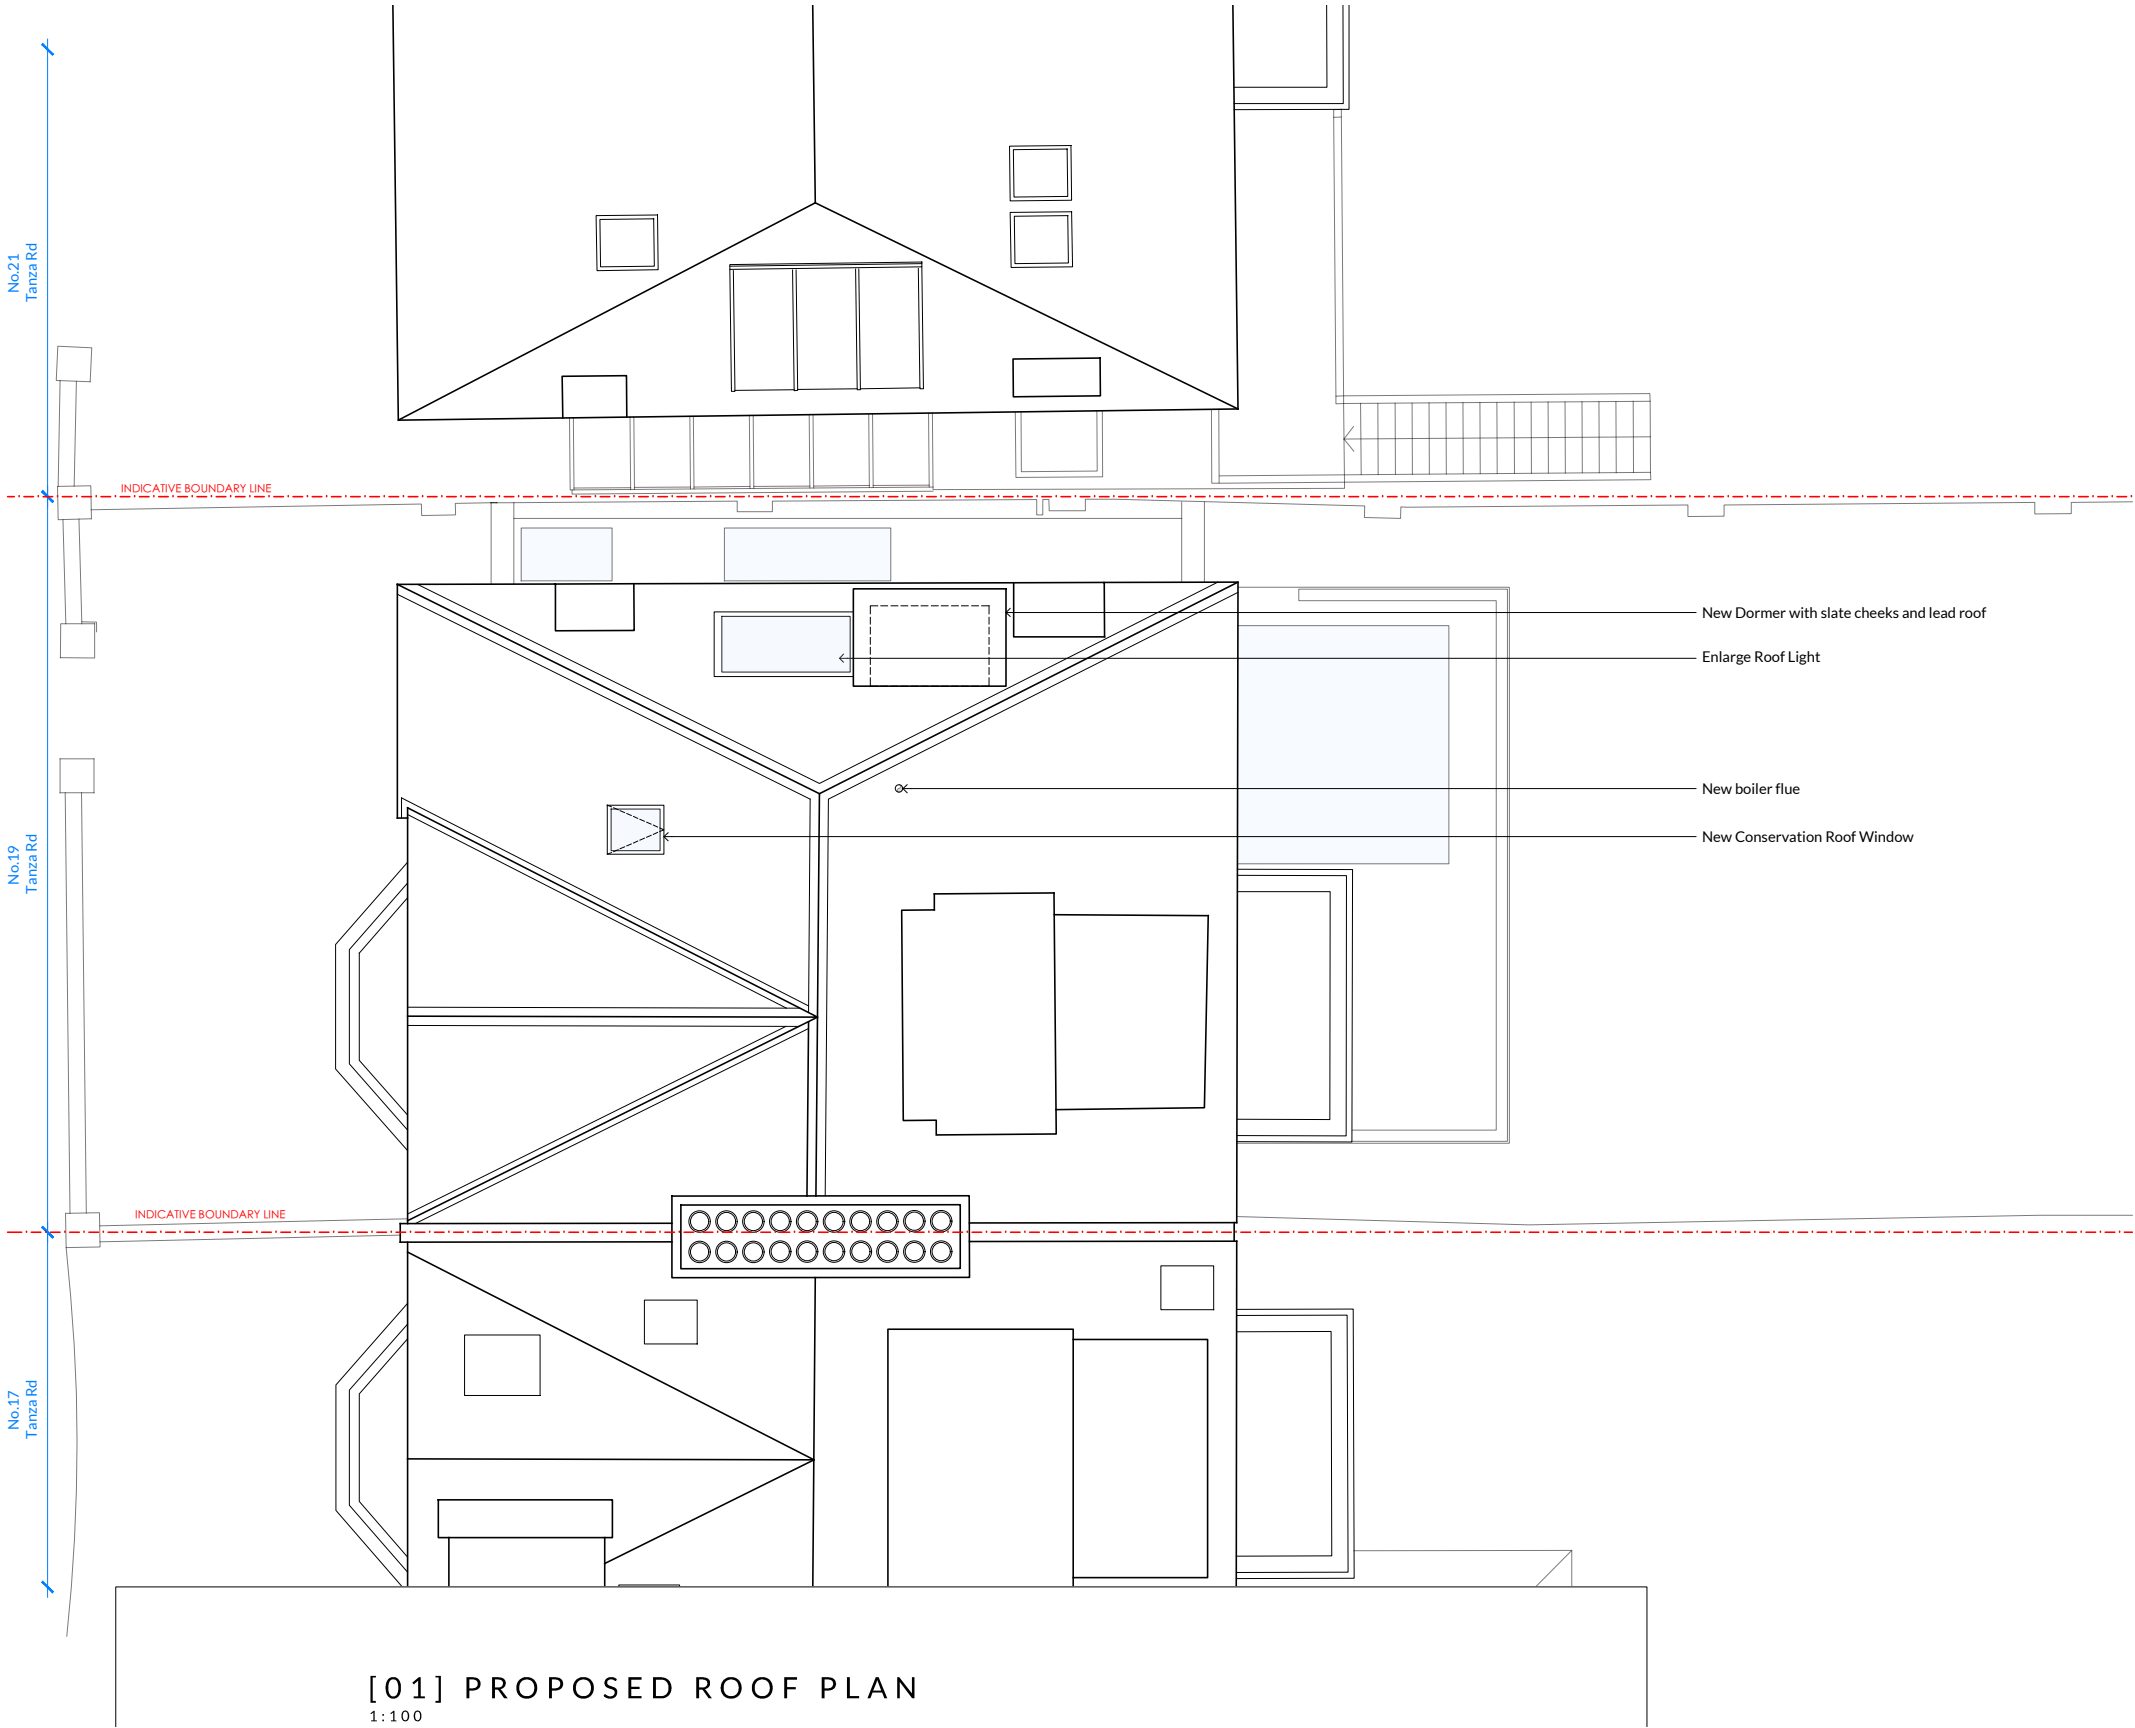 No.21
Tanza Rd
INDICATIVE BOUNDARY LINE
New Dormer with slate cheeks and lead roof
Enlarge Roof Light
New boiler flue
New Conservation Roof Window
No.19
Tanza Rd
INDICATIVE BOUNDARY LINE
No.17
Tanza Rd
[01] PROPOSED ROOF PLAN
1:100